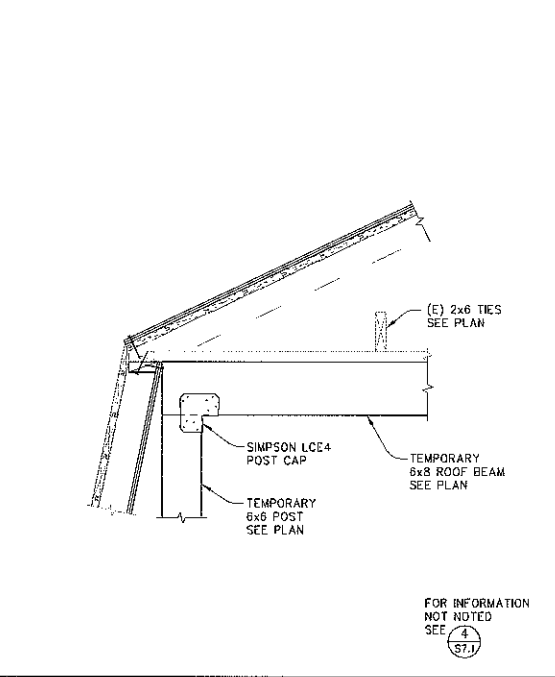 (E) 2x6 TIES
SEE PLAN
SIMPSON LCE4
POST CAP
TEMPORARY
6x8 ROOF BEAM
SEE PLAN
TEMPORARY
6x6 POST
SEE PLAN
FOR INFORMATION
NOT NOTED
SEE 4
S7.1